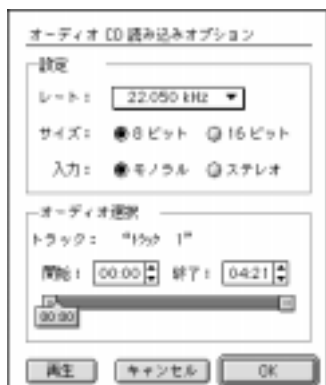 オーディオ CD 読み込みオプション
設定
レート: 22.050 kHz
サイズ: 8 ビット 16 ビット
入力: モノラル ステレオ
オーディオ選択
トラック: "トラック 1"
開始: 00:00 終了: 04:21
00:00
再生 キャンセル OK